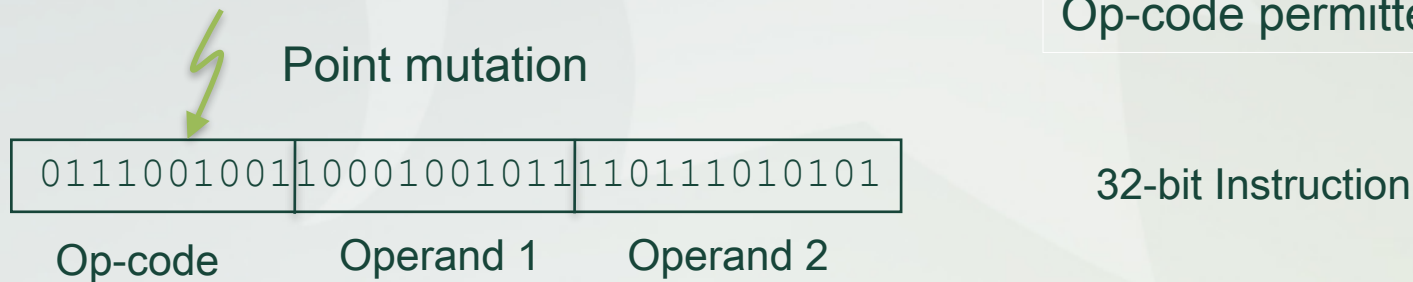 Op-code permitte
Point mutation
0111001001 10001001011 110111010101
32-bit Instruction
Op-code Operand 1 Operand 2